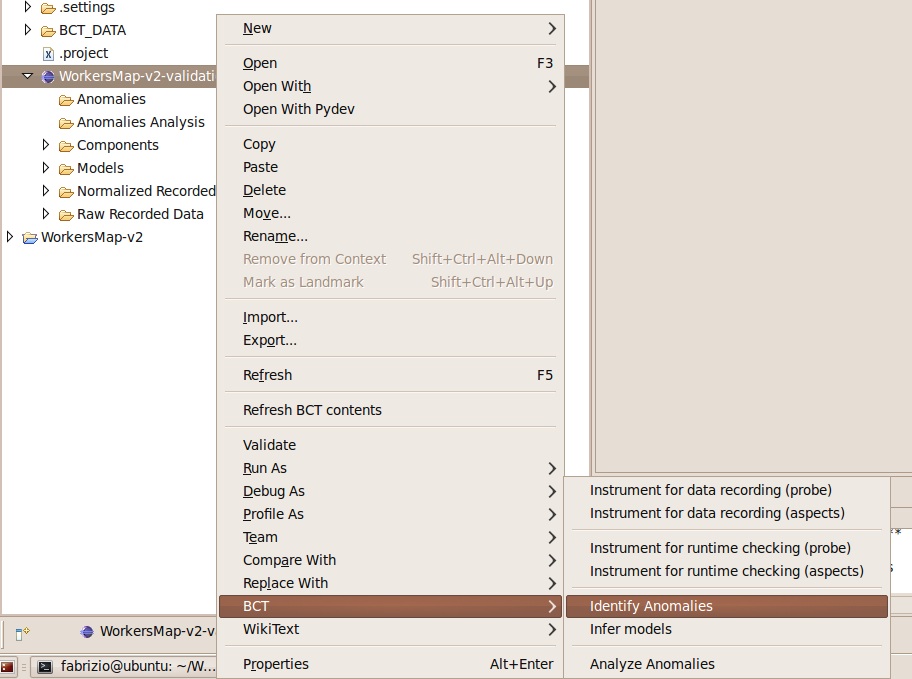 .settings
BCT_DATA
.project
WorkersMap-v2-validati
Anomalies
Anomalies Analysis
Components
Models
Normalized Recorded
Raw Recorded Data
WorkersMap-v2
New
Open F3
Open With
Open With Pydev
Copy
Paste
Delete
Move...
Rename...
Remove from Context Shift+Ctrl+Alt+Down
Mark as Landmark Shift+Ctrl+Alt+Up
Import...
Export...
Refresh F5
Refresh BCT contents
Validate
Run As
Debug As
Profile As
Team
Compare With
Replace With
BCT
WikiText
Properties Alt+Enter
Instrument for data recording (probe)
Instrument for data recording (aspects)
Instrument for runtime checking (probe)
Instrument for runtime checking (aspects)
Identify Anomalies
Infer models
Analyze Anomalies
WorkersMap-v2-v
fabrizio@ubuntu: ~/W...